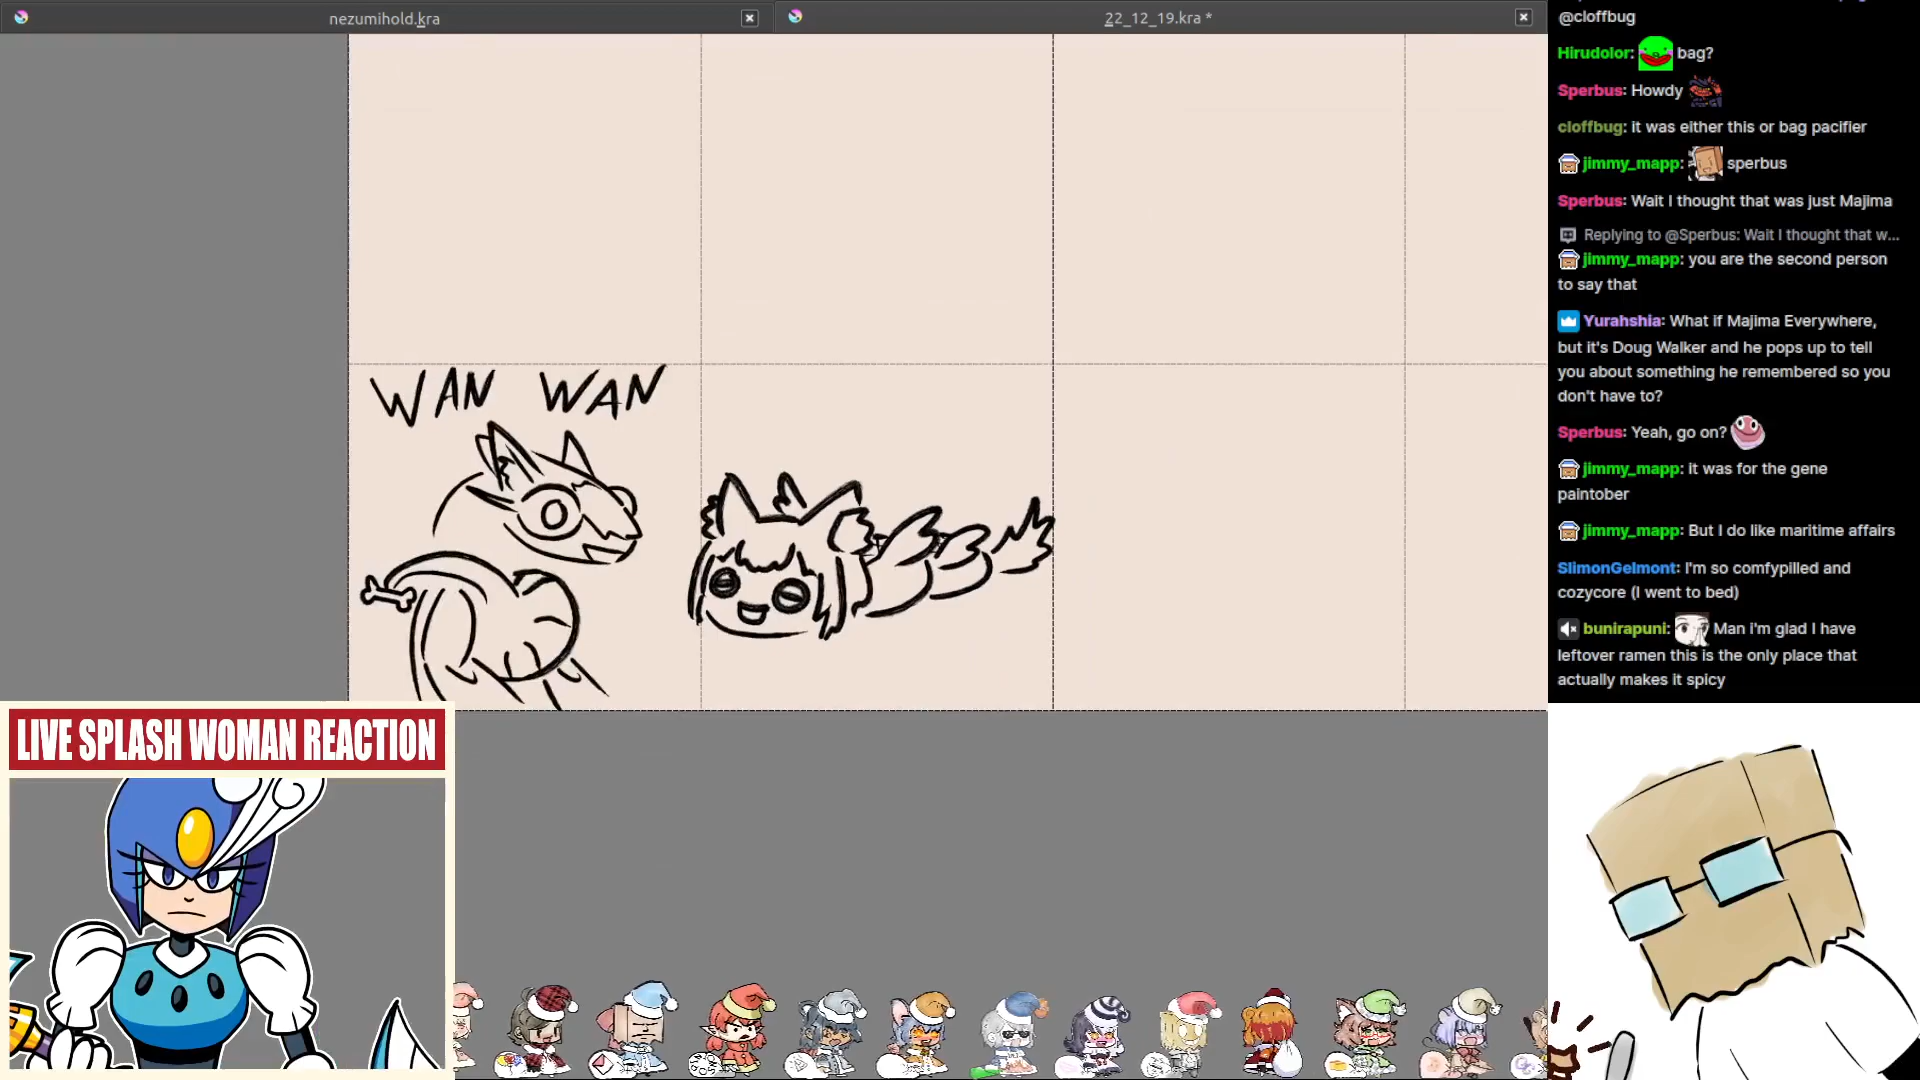 nezumihold.kra
22_12_19.kra *
WAN WAN
LIVE SPLASH WOMAN REACTION
@cloffbug
Hirudolor: bag?
Sperbus: Howdy
cloffbug: it was either this or bag pacifier
jimmy_mapp: sperbus
Sperbus: Wait I thought that was just Majima
Replying to @Sperbus: Wait I thought that w...
jimmy_mapp: you are the second person
to say that
Yurahshia: What if Majima Everywhere,
but it's Doug Walker and he pops up to tell
you about something he remembered so you
don't have to?
Sperbus: Yeah, go on?
jimmy_mapp: it was for the gene
paintober
jimmy_mapp: But I do like maritime affairs
SlimonGelmont: I'm so comfypilled and
cozycore (I went to bed)
bunirapuni: Man i'm glad I have
leftover ramen this is the only place that
actually makes it spicy